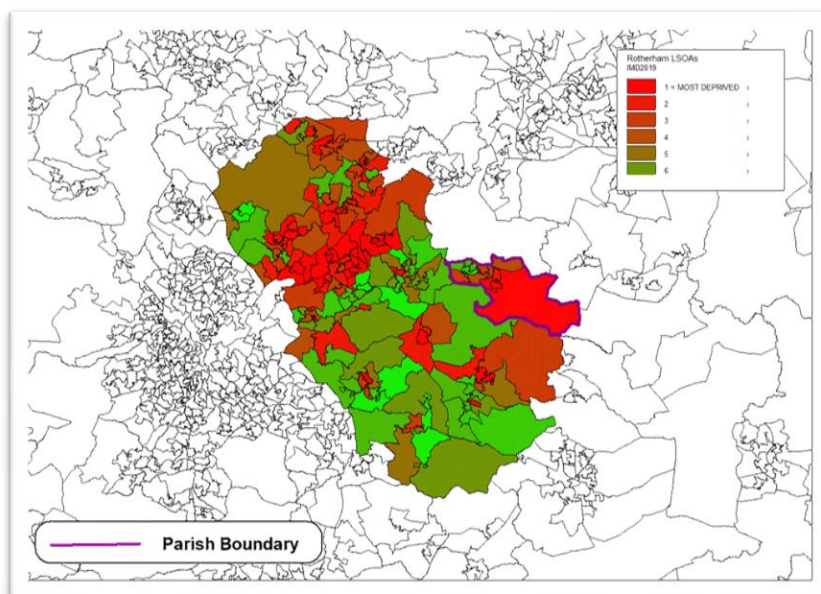 Rotherham LSOAs
IMD2019
1 = MOST DEPRIVED
2
3
4
5
6
Parish Boundary